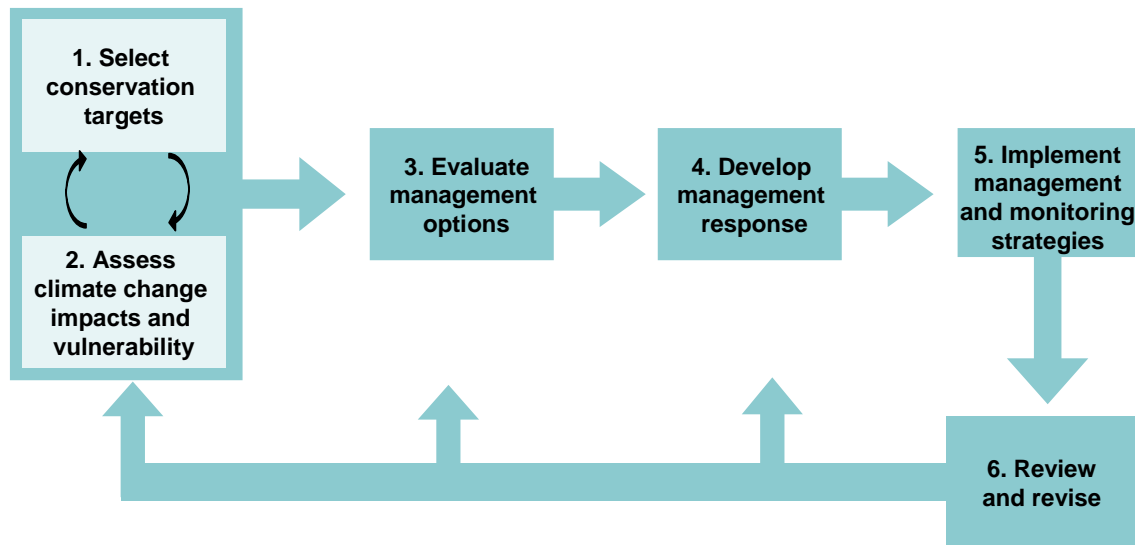 1. Select
conservation
targets
2. Assess
climate change
impacts and
vulnerability
3. Evaluate
management
options
4. Develop
management
response
5. Implement
management
and monitoring
strategies
6. Review
and revise